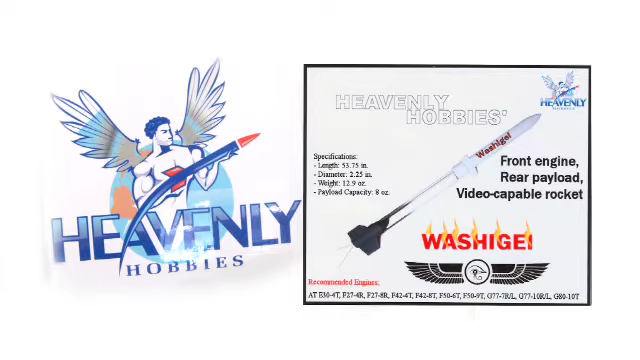 HEAVENLY
HOBBIES
HEAVENLY
HOBBIES'
HEAVENLY
HOBBIES
Washigei
Specifications:
- Length: 53.75 in.
- Diameter: 2.25 in.
- Weight: 12.9 oz.
- Payload Capacity: 8 oz.
Front engine,
Rear payload,
Video-capable rocket
WASHIGEI
Recommended Engines:
AT E30-4T, F27-4R, F27-8R, F42-4T, F42-8T, F50-6T, F50-9T, G77-7R/L, G77-10R/L, G80-10T